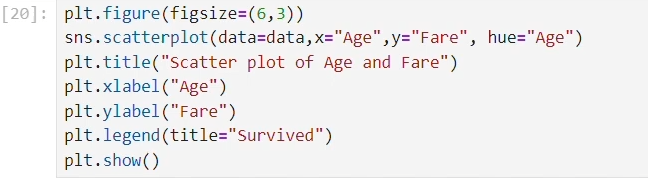 [20]: plt.figure(figsize=(6,3))
sns.scatterplot(data=data,x="Age",y="Fare", hue="Age")
plt.title("Scatter plot of Age and Fare")
plt.xlabel("Age")
plt.ylabel("Fare")
plt.legend(title="Survived")
plt.show()